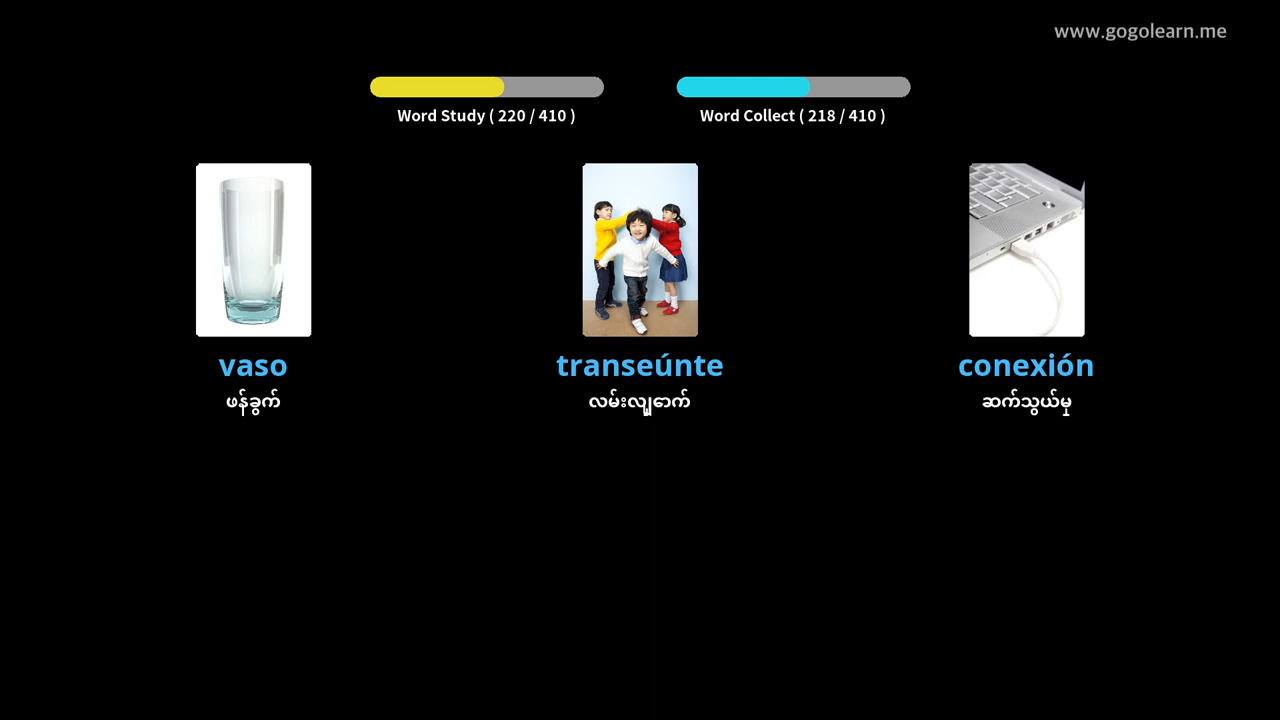 www.gogolearn.me
Word Study ( 220 / 410 )
Word Collect ( 218 / 410 )
vaso
ဖန်ခွက်
transeúnte
လမ်းလျှောက်
conexión
ဆက်သွယ်မှု